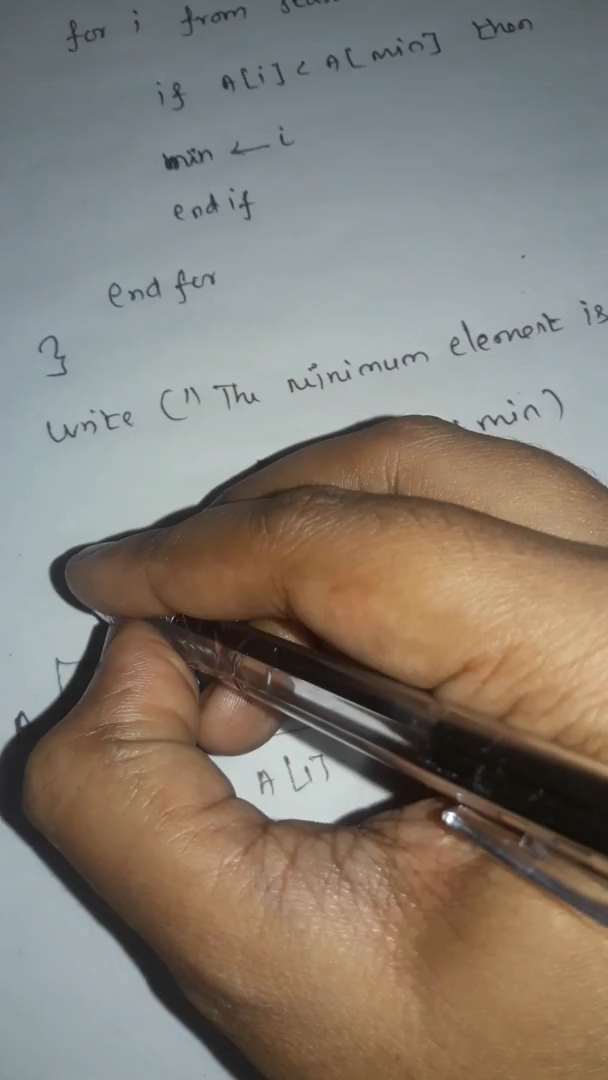 for i from
if A[i] < A[min] then
min ← i
end if
end for
}
write (" The minimum element is
min)
A
A[i]